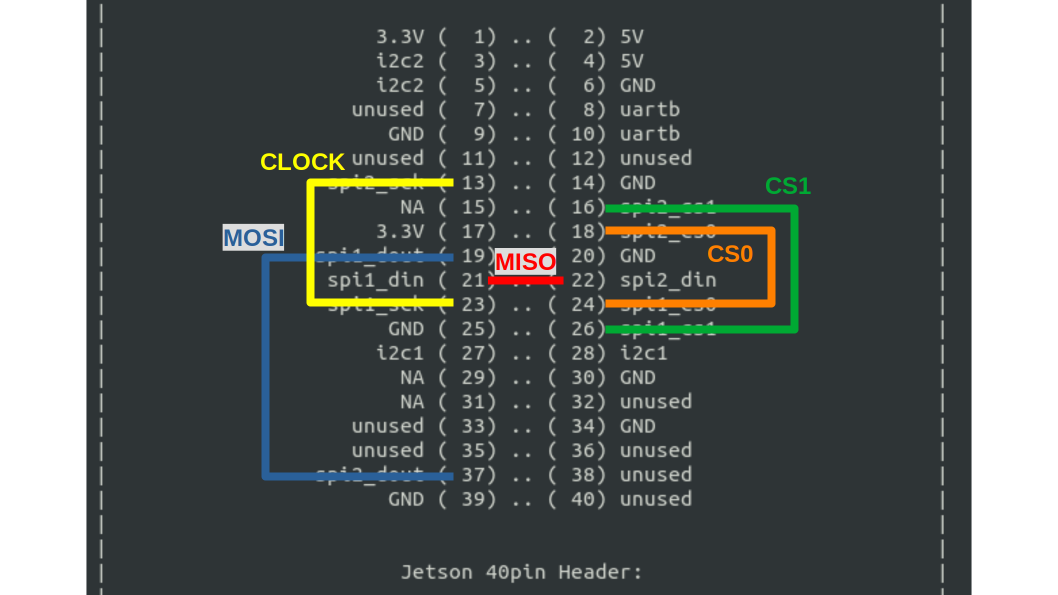 3.3V ( 1) .. ( 2) 5V
i2c2 ( 3) .. ( 4) 5V
i2c2 ( 5) .. ( 6) GND
unused ( 7) .. ( 8) uartb
GND ( 9) .. ( 10) uartb
CLOCK
unused ( 11) .. ( 12) unused
spi2_sck ( 13) .. ( 14) GND
CS1
NA ( 15) .. ( 16) spi2_cs1
3.3V ( 17) .. ( 18) spi2_cs0
MOSI
spi1_dout ( 19) 20) GND
MISO
CS0
spi1_din ( 21) 22) spi2_din
spi1_sck ( 23) .. ( 24) spi1_cs0
GND ( 25) .. ( 26) spi1_cs1
i2c1 ( 27) .. ( 28) i2c1
NA ( 29) .. ( 30) GND
NA ( 31) .. ( 32) unused
unused ( 33) .. ( 34) GND
unused ( 35) .. ( 36) unused
spi2_dout ( 37) .. ( 38) unused
GND ( 39) .. ( 40) unused
Jetson 40pin Header: